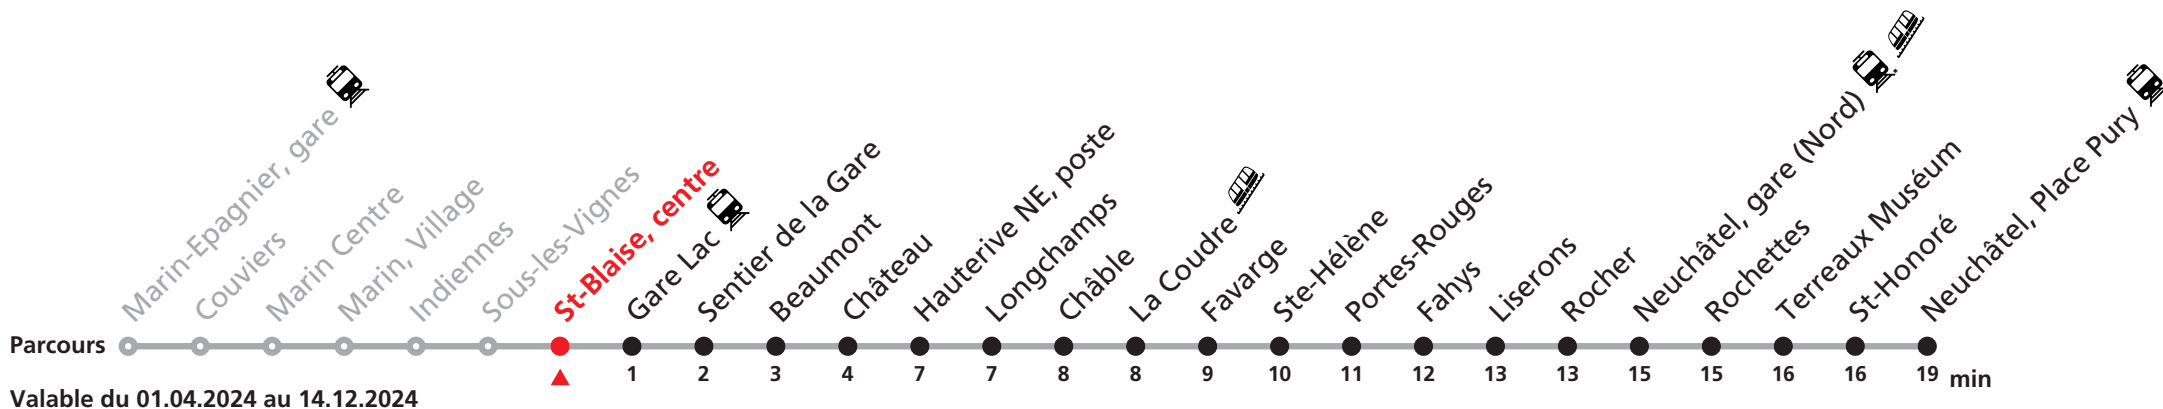 Marin-Epagnier, gare
Couviers
Marin Centre
Marin, Village
Indiennes
Sous-les-Vignes
St-Blaise, centre
Gare Lac
Sentier de la Gare
Beaumont
Château
Hauterive NE, poste
Longchamps
Châble
La Coudre
Favarge
Ste-Hélène
Portes-Rouges
Fahys
Liserons
Rocher
Neuchâtel, gare (Nord)
Rochettes
Terreaux Muséum
St-Honoré
Neuchâtel, Place Pury
Parcours
1 2 3 4 7 7 8 8 9 10 11 12 13 13 15 15 16 16 19 min
Valable du 01.04.2024 au 14.12.2024